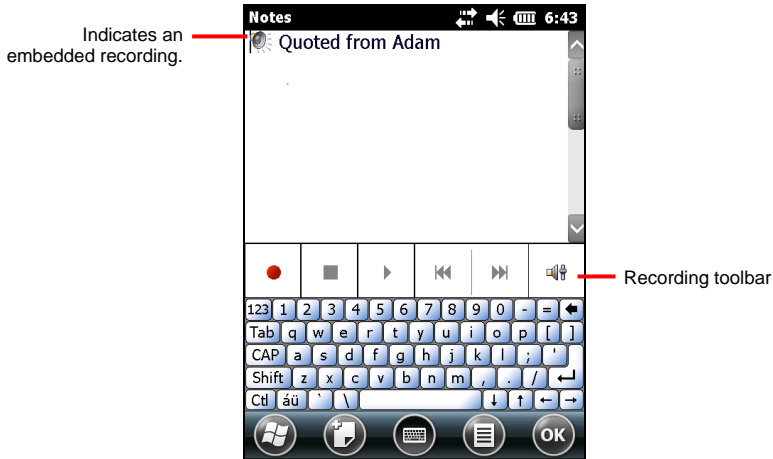 Notes 6:43
Indicates an
embedded recording.
Quoted from Adam
Recording toolbar
123 1 2 3 4 5 6 7 8 9 0 - =
Tab q w e r t y u i o p [ ]
CAP a s d f g h j k l ; '
Shift z x c v b n m , . /
Ctl áü ` \
OK